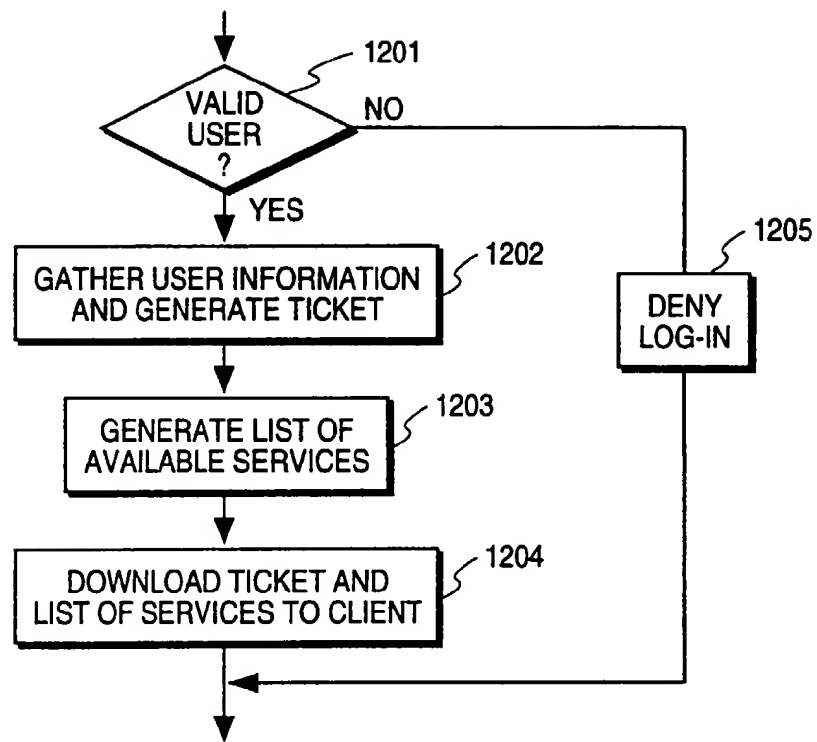 1201
VALID
USER
?
NO
YES
1202
GATHER USER INFORMATION
AND GENERATE TICKET
1205
DENY
LOG-IN
1203
GENERATE LIST OF
AVAILABLE SERVICES
1204
DOWNLOAD TICKET AND
LIST OF SERVICES TO CLIENT